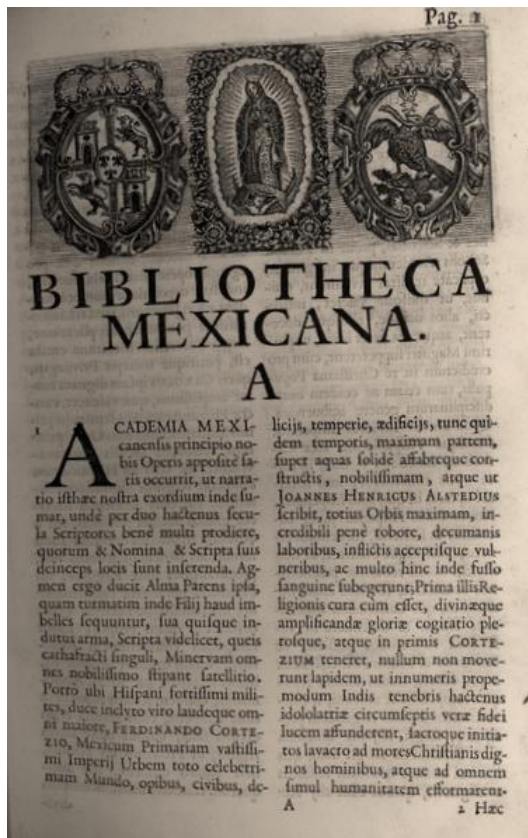 Pag. 1
BIBLIOTHECA
MEXICANA.
A
1
ACADEMIA MEXI-
canensis principio no-
bis Operis appositè sa-
tis occurrit, ut narra-
tio isthæc nostra exordium inde su-
mat, undè per duo hactenus secu-
la Scriptores benè multi prodiere,
quorum & Nomina & Scripta suis
deinceps locis sunt inserenda. Ag-
men ergo ducit Alma Parens ipsa,
quam turmatim inde Filij haud im-
belles sequuntur, sua quisque in-
dutus arma, Scripta videlicet, queis
cathafracti singuli, Minervam om-
nes nobilissimo stipant satellitio.
Porrò ubi Hispani fortissimi mili-
tes, duce inclyto viro laudeque om-
ni maiore, FERDINANDO CORTE-
ZIO, Mexicum Primariam vastissi-
mi Imperij Urbem toto celeberri-
mam Mundo, opibus, civibus, de-
licijs, temperie, ædificijs, tunc qui-
dem temporis, maximam partem,
super aquas solidè affabreque con-
structis, nobilissimam, atque ut
JOANNES HENRICUS ALSTEDIUS
scribit, totius Orbis maximam, in-
credibili penè robore, decumanis
laboribus, inflictis acceptisque vul-
neribus, ac multo hinc inde fuso
sanguine subegerunt; Prima illis Re-
ligionis cura cùm esset, divinæque
amplificandæ gloriæ cogitatio ple-
rosque, atque in primis CORTE-
ZIUM teneret, nullum non move-
runt lapidem, ut innumeris prope-
modum Indis tenebris hactenus
idololatriæ circumseptis veræ fidei
lucem affunderent, sacroque initia-
tos lavacro ad mores Christianis dig-
nos hominibus, atque ad omnem
simul humanitatem efformarent.
A
2 Hæc